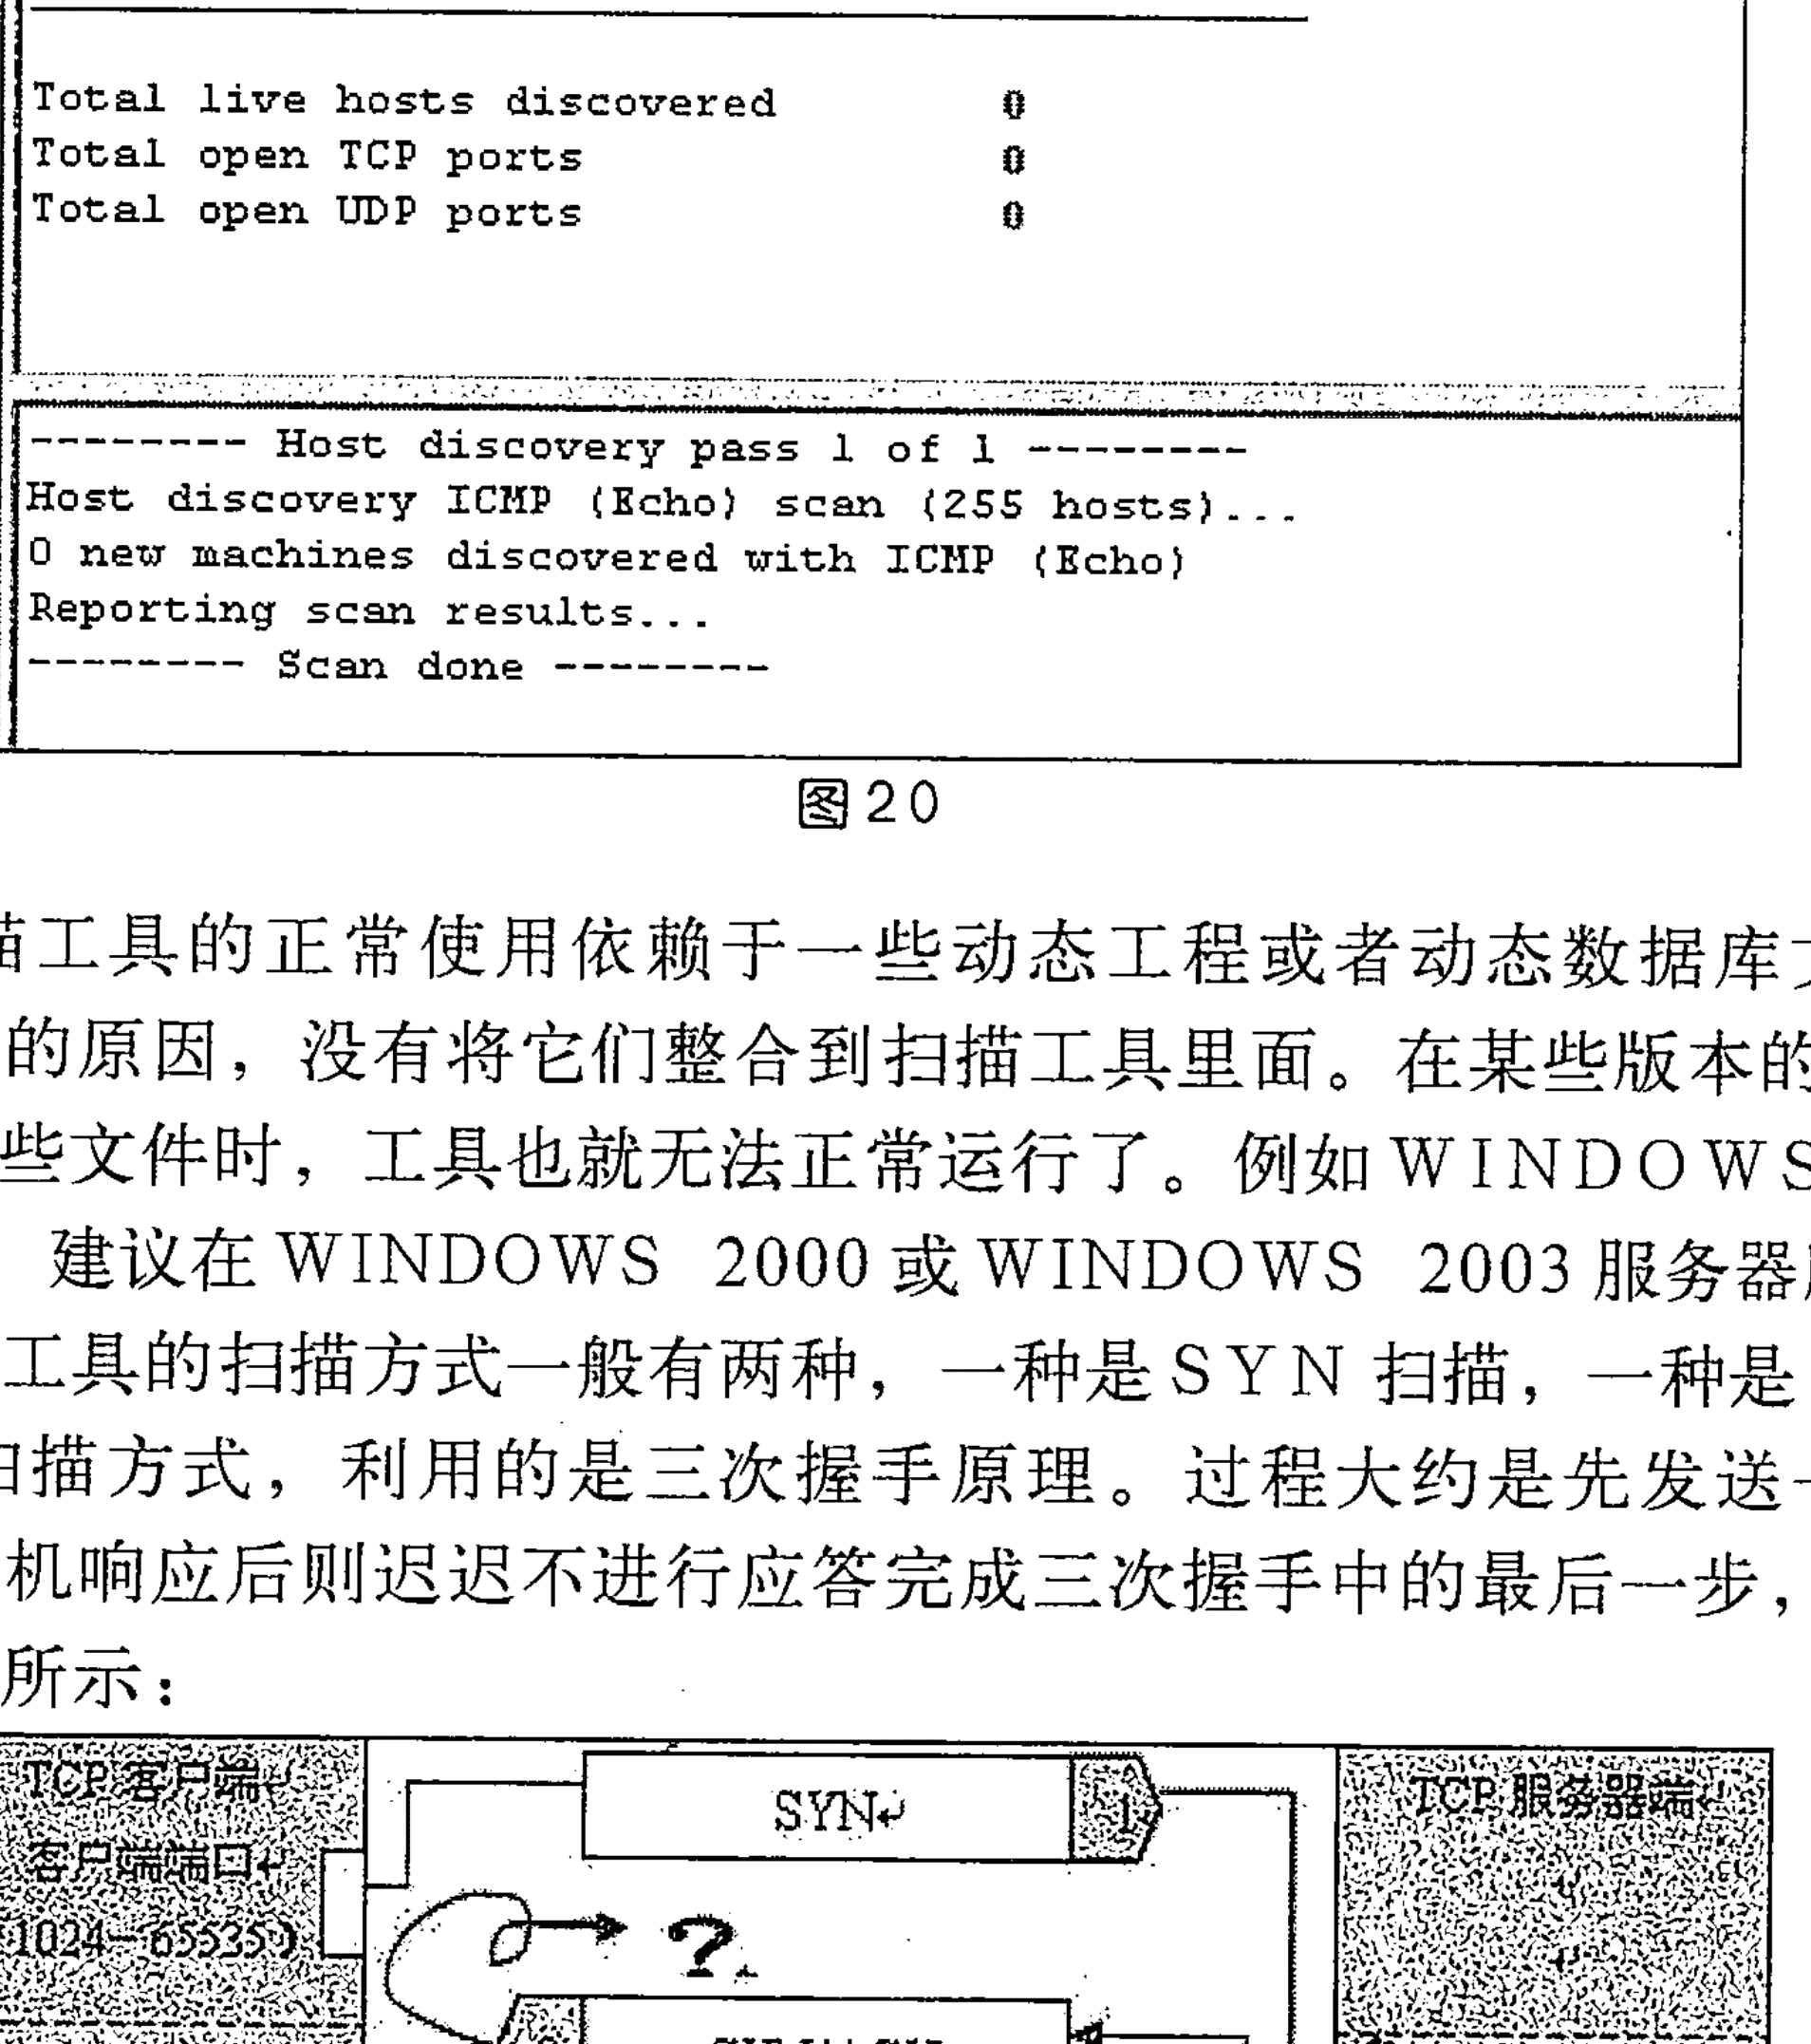 Total live hosts discovered 0
Total open TCP ports 0
Total open UDP ports 0
-------- Host discovery pass 1 of 1 --------
Host discovery ICMP (Echo) scan (255 hosts)...
0 new machines discovered with ICMP (Echo)
Reporting scan results...
-------- Scan done --------
图20
工具的正常使用依赖于一些动态工程或者动态数据库
的原因，没有将它们整合到扫描工具里面。在某些版本的
些文件时，工具也就无法正常运行了。例如WINDOWS
建议在WINDOWS 2000或WINDOWS 2003服务器
工具的扫描方式一般有两种，一种是SYN 扫描，一种是
描方式，利用的是三次握手原理。过程大约是先发送
机响应后则迟迟不进行应答完成三次握手中的最后一步，
所示：
TCP 客户端 SYN 1 TCP 服务器端
客户端端口
1024-65535)
?